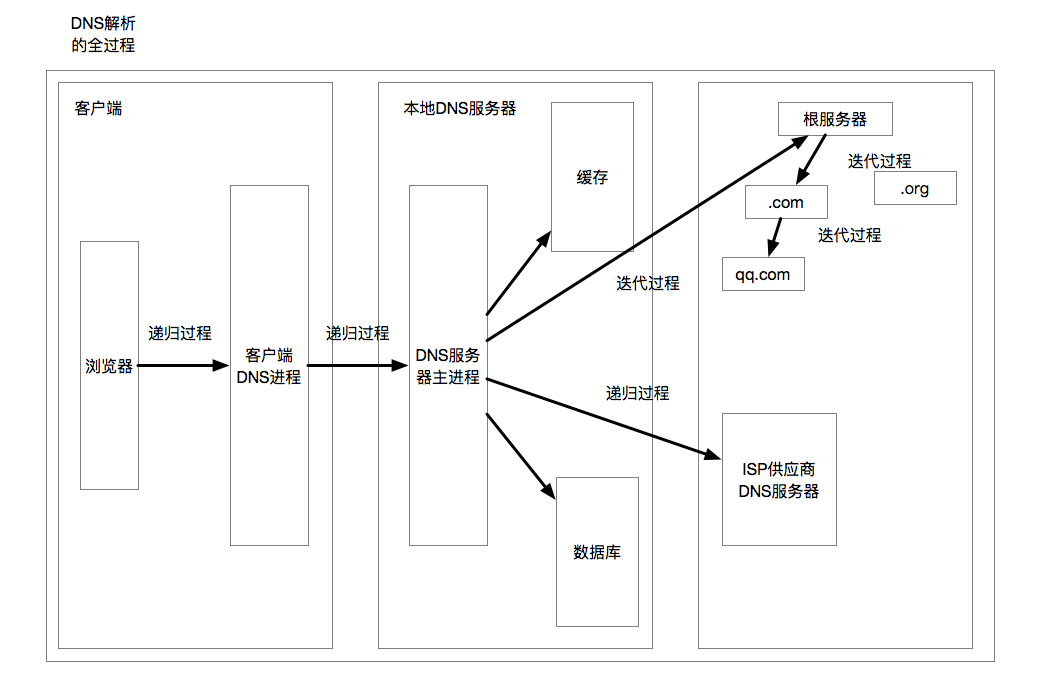 DNS解析
的全过程
客户端
本地DNS服务器
根服务器
迭代过程
缓存
.com
.org
迭代过程
qq.com
迭代过程
递归过程
递归过程
浏览器
客户端
DNS进程
DNS服务
器主进程
递归过程
ISP供应商
DNS服务器
数据库